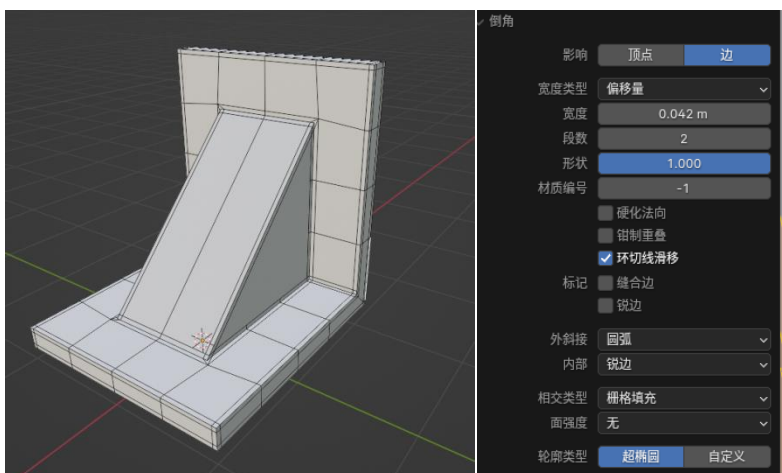 倒角
影响 顶点 边
宽度类型 偏移量
宽度 0.042 m
段数 2
形状 1.000
材质编号 -1
硬化法向
钳制重叠
环切线滑移
标记 缝合边
锐边
外斜接 圆弧
内部 锐边
相交类型 栅格填充
面强度 无
轮廓类型 超椭圆 自定义